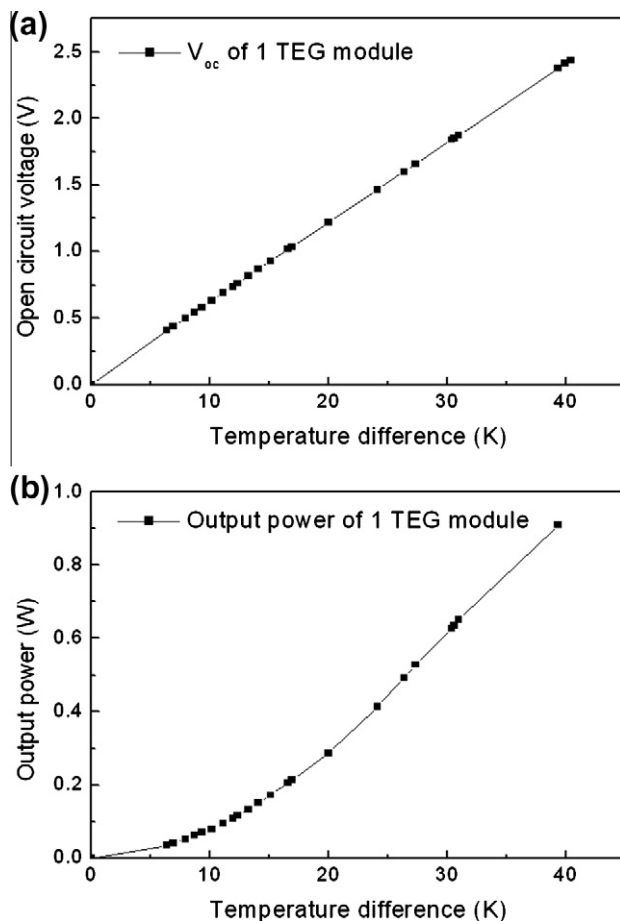 (a)
V_oc of 1 TEG module
Open circuit voltage (V)
2.5
2.0
1.5
1.0
0.5
0.0
0 10 20 30 40
Temperature difference (K)
(b)
Output power of 1 TEG module
Output power (W)
1.0
0.8
0.6
0.4
0.2
0.0
0 10 20 30 40
Temperature difference (K)